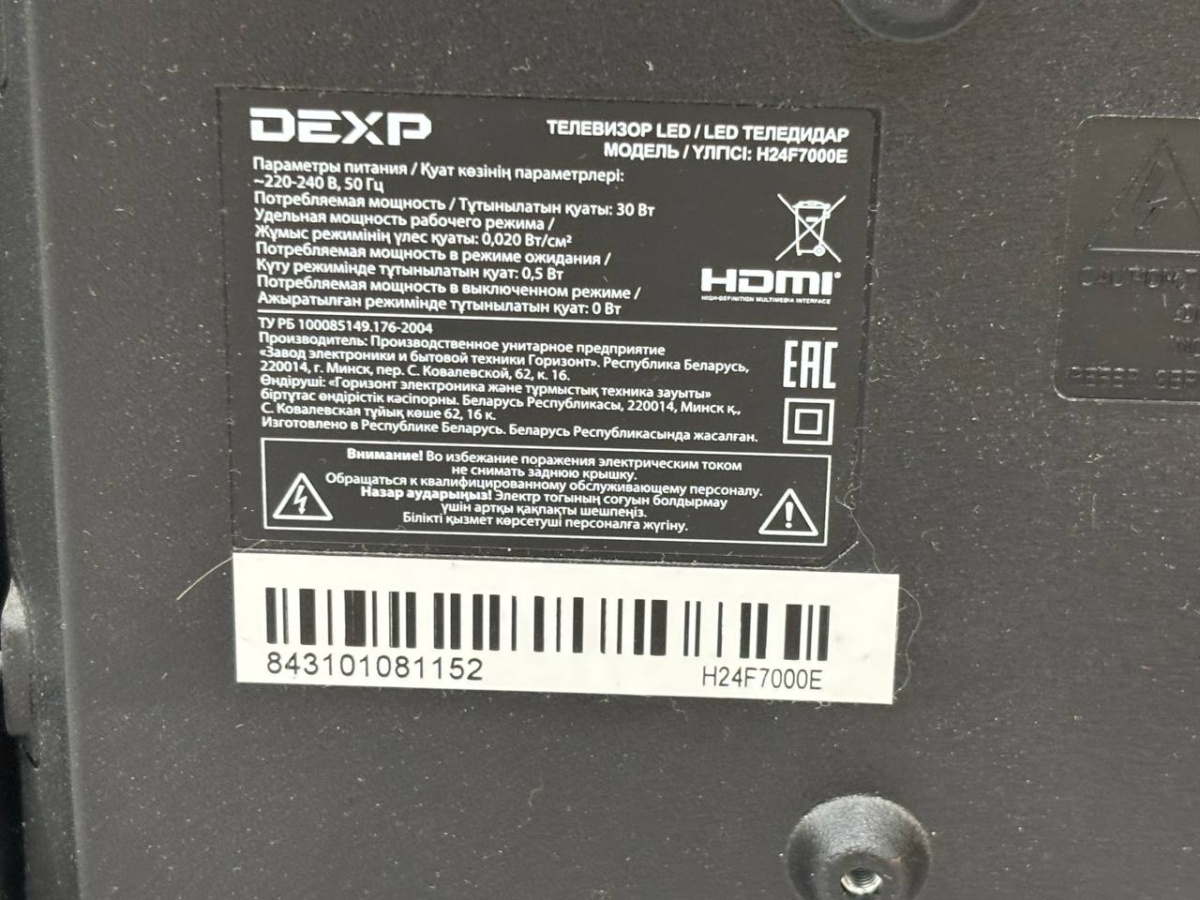 DEXP
ТЕЛЕВИЗОР LED / LED ТЕЛЕДИДАР
МОДЕЛЬ / ҮЛГІСІ: H24F7000E
Параметры питания / Қуат көзінің параметрлері:
~220-240 В, 50 Гц
Потребляемая мощность / Тұтынылатын қуаты: 30 Вт
Удельная мощность рабочего режима /
Жұмыс режимінің үлес қуаты: 0,020 Вт/см²
Потребляемая мощность в режиме ожидания /
Күту режимінде тұтынылатын қуат: 0,5 Вт
Потребляемая мощность в выключенном режиме /
Ажыратылған режимінде тұтынылатын қуат: 0 Вт
HDMI
HIGH-DEFINITION MULTIMEDIA INTERFACE
ТУ РБ 100085149.176-2004
Производитель: Производственное унитарное предприятие
«Завод электроники и бытовой техники Горизонт». Республика Беларусь,
220014, г. Минск, пер. С. Ковалевской, 62, к. 16.
Өндіруші: «Горизонт электроника және тұрмыстық техника зауыты»
біртұтас өндірістік кәсіпорны. Беларусь Республикасы, 220014, Минск қ.,
С. Ковалевская тұйық көше 62, 16 к.
Изготовлено в Республике Беларусь. Беларусь Республикасында жасалған.
EAC
Внимание! Во избежание поражения электрическим током
не снимать заднюю крышку.
Обращаться к квалифицированному обслуживающему персоналу.
Назар аударыңыз! Электр тогының соғуын болдырмау
үшін артқы қақпақты шешпеңіз.
Білікті қызмет көрсетуші персоналға жүгіну.
843101081152
H24F7000E
CAUTION,
REFER SER